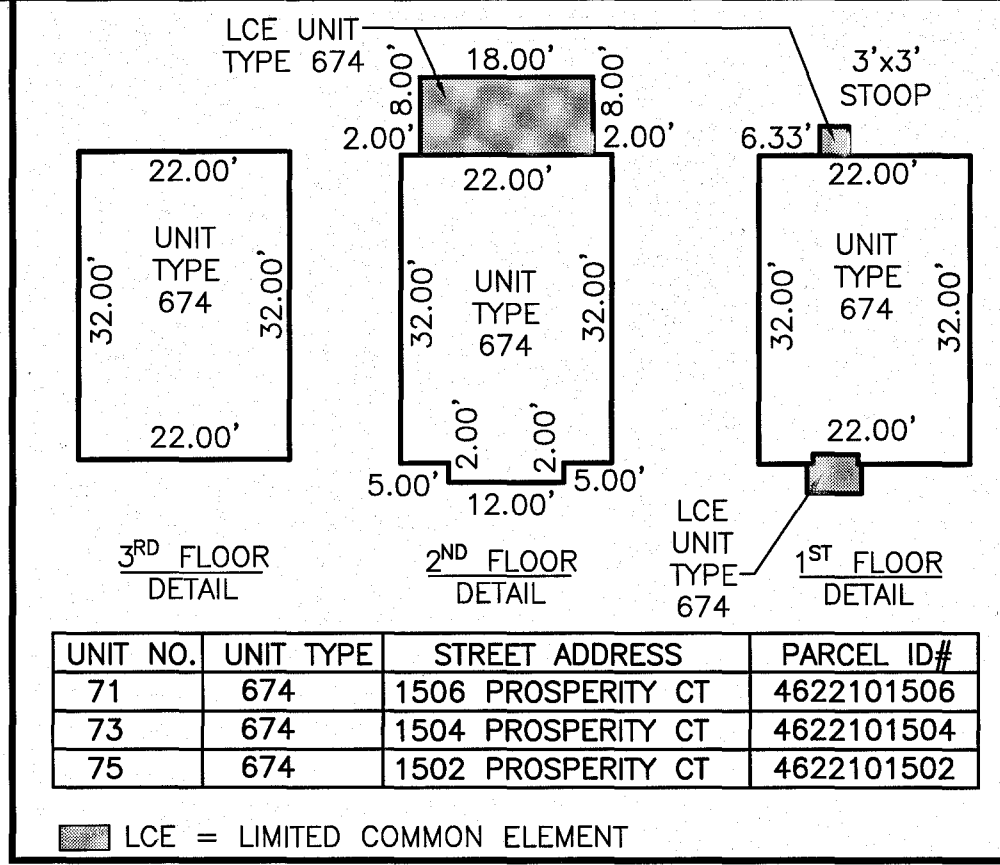 LCE UNIT
TYPE 674
18.00'
8.00'
8.00'
2.00'
2.00'
3'x3'
STOOP
6.33'
22.00'
22.00'
22.00'
UNIT
TYPE
674
32.00'
32.00'
22.00'
UNIT
TYPE
674
32.00'
32.00'
2.00'
2.00'
5.00'
5.00'
12.00'
UNIT
TYPE
674
32.00'
32.00'
22.00'
LCE
UNIT
TYPE
674
3RD FLOOR
DETAIL
2ND FLOOR
DETAIL
1ST FLOOR
DETAIL
UNIT NO. UNIT TYPE STREET ADDRESS PARCEL ID#
71 674 1506 PROSPERITY CT 4622101506
73 674 1504 PROSPERITY CT 4622101504
75 674 1502 PROSPERITY CT 4622101502
LCE = LIMITED COMMON ELEMENT